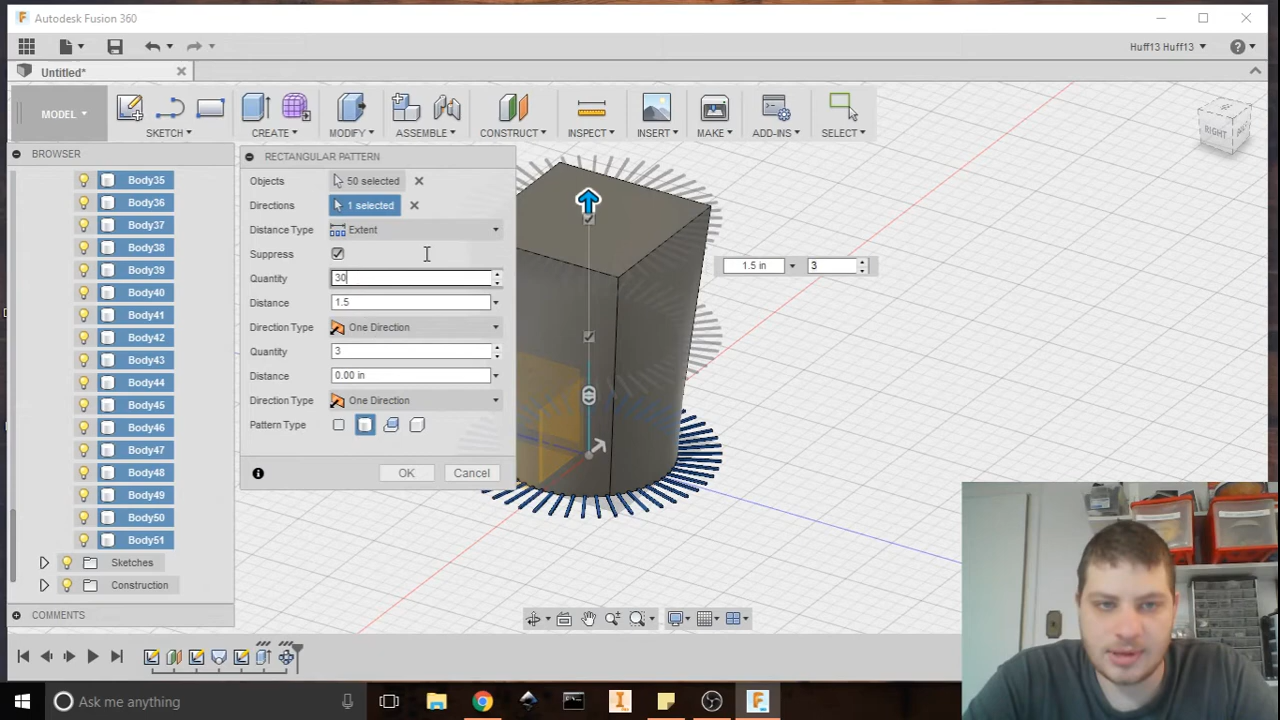 Autodesk Fusion 360
Huff13 Huff13
Untitled*
MODEL
SKETCH
CREATE
MODIFY
ASSEMBLE
CONSTRUCT
INSPECT
INSERT
MAKE
ADD-INS
SELECT
BROWSER
RECTANGULAR PATTERN
RIGHT
Body35
Body36
Body37
Body38
Body39
Body40
Body41
Body42
Body43
Body44
Body45
Body46
Body47
Body48
Body49
Body50
Body51
Sketches
Construction
COMMENTS
Objects 50 selected
Directions 1 selected
Distance Type Extent
Suppress
Quantity 30
Distance 1.5
Direction Type One Direction
Quantity 3
Distance 0.00 in
Direction Type One Direction
Pattern Type
OK Cancel
1.5 in 3
Ask me anything